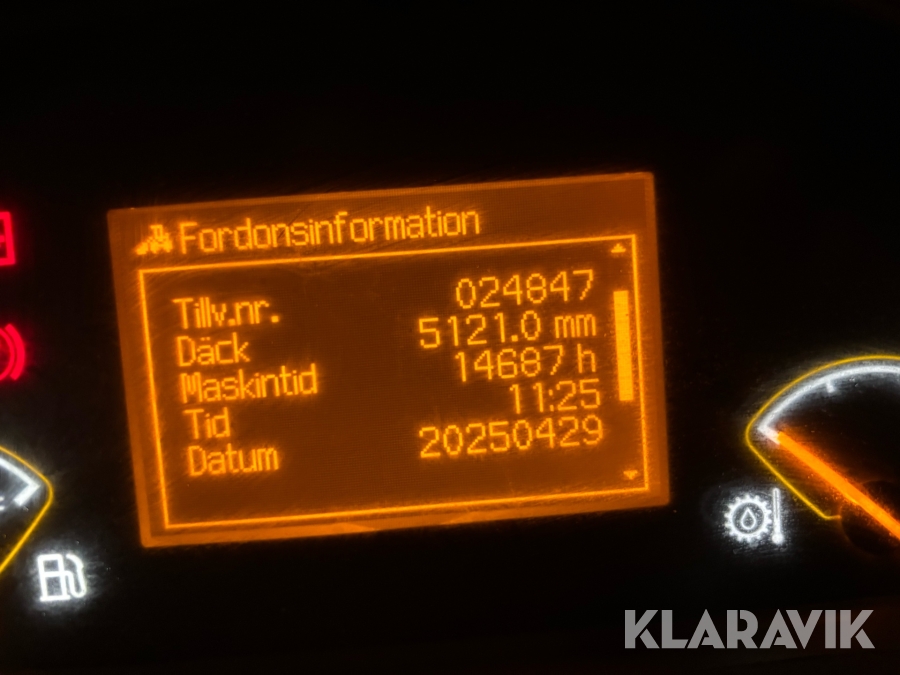 Fordonsinformation
Tillv.nr. 024847
Däck 5121.0 mm
Maskintid 14687 h
Tid 11:25
Datum 20250429
KLARAVIK